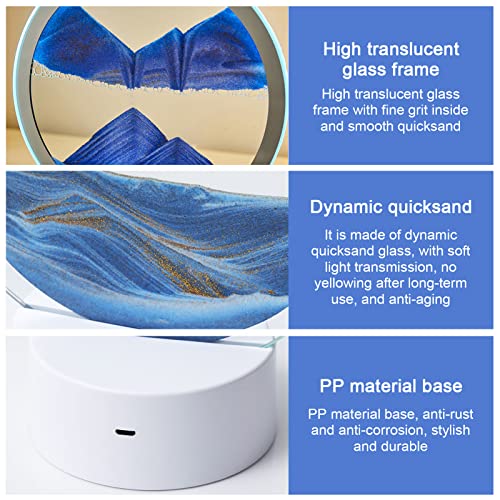 High translucent
glass frame
High translucent glass
frame with fine grit inside
and smooth quicksand
Dynamic quicksand
It is made of dynamic
quicksand glass, with soft
light transmission, no
yellowing after long-term
use, and anti-aging
PP material base
PP material base, anti-rust
and anti-corrosion, stylish
and durable